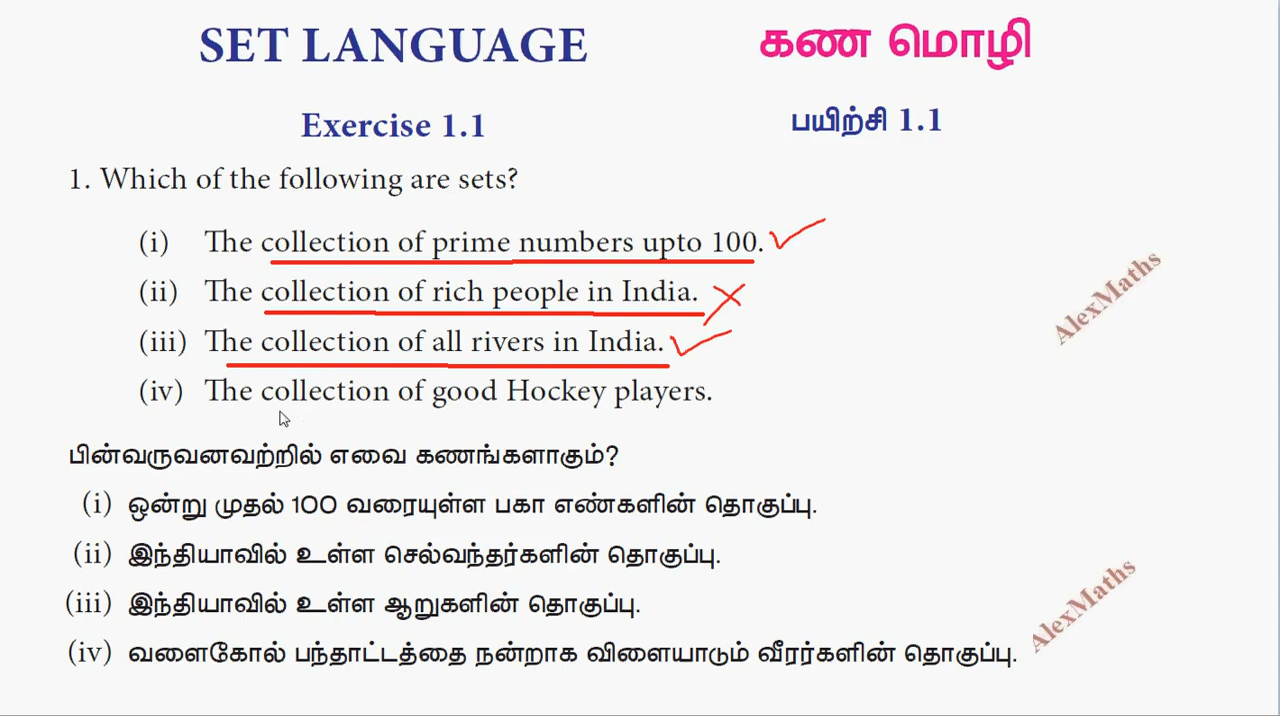 SET LANGUAGE
கண மொழி
Exercise 1.1
பயிற்சி 1.1
1. Which of the following are sets?
(i) The collection of prime numbers upto 100.
(ii) The collection of rich people in India.
(iii) The collection of all rivers in India.
(iv) The collection of good Hockey players.
AlexMaths
பின்வருவனவற்றில் எவை கணங்களாகும்?
(i) ஒன்று முதல் 100 வரையுள்ள பகா எண்களின் தொகுப்பு.
(ii) இந்தியாவில் உள்ள செல்வந்தர்களின் தொகுப்பு.
(iii) இந்தியாவில் உள்ள ஆறுகளின் தொகுப்பு.
(iv) வளைகோல் பந்தாட்டத்தை நன்றாக விளையாடும் வீரர்களின் தொகுப்பு.
AlexMaths